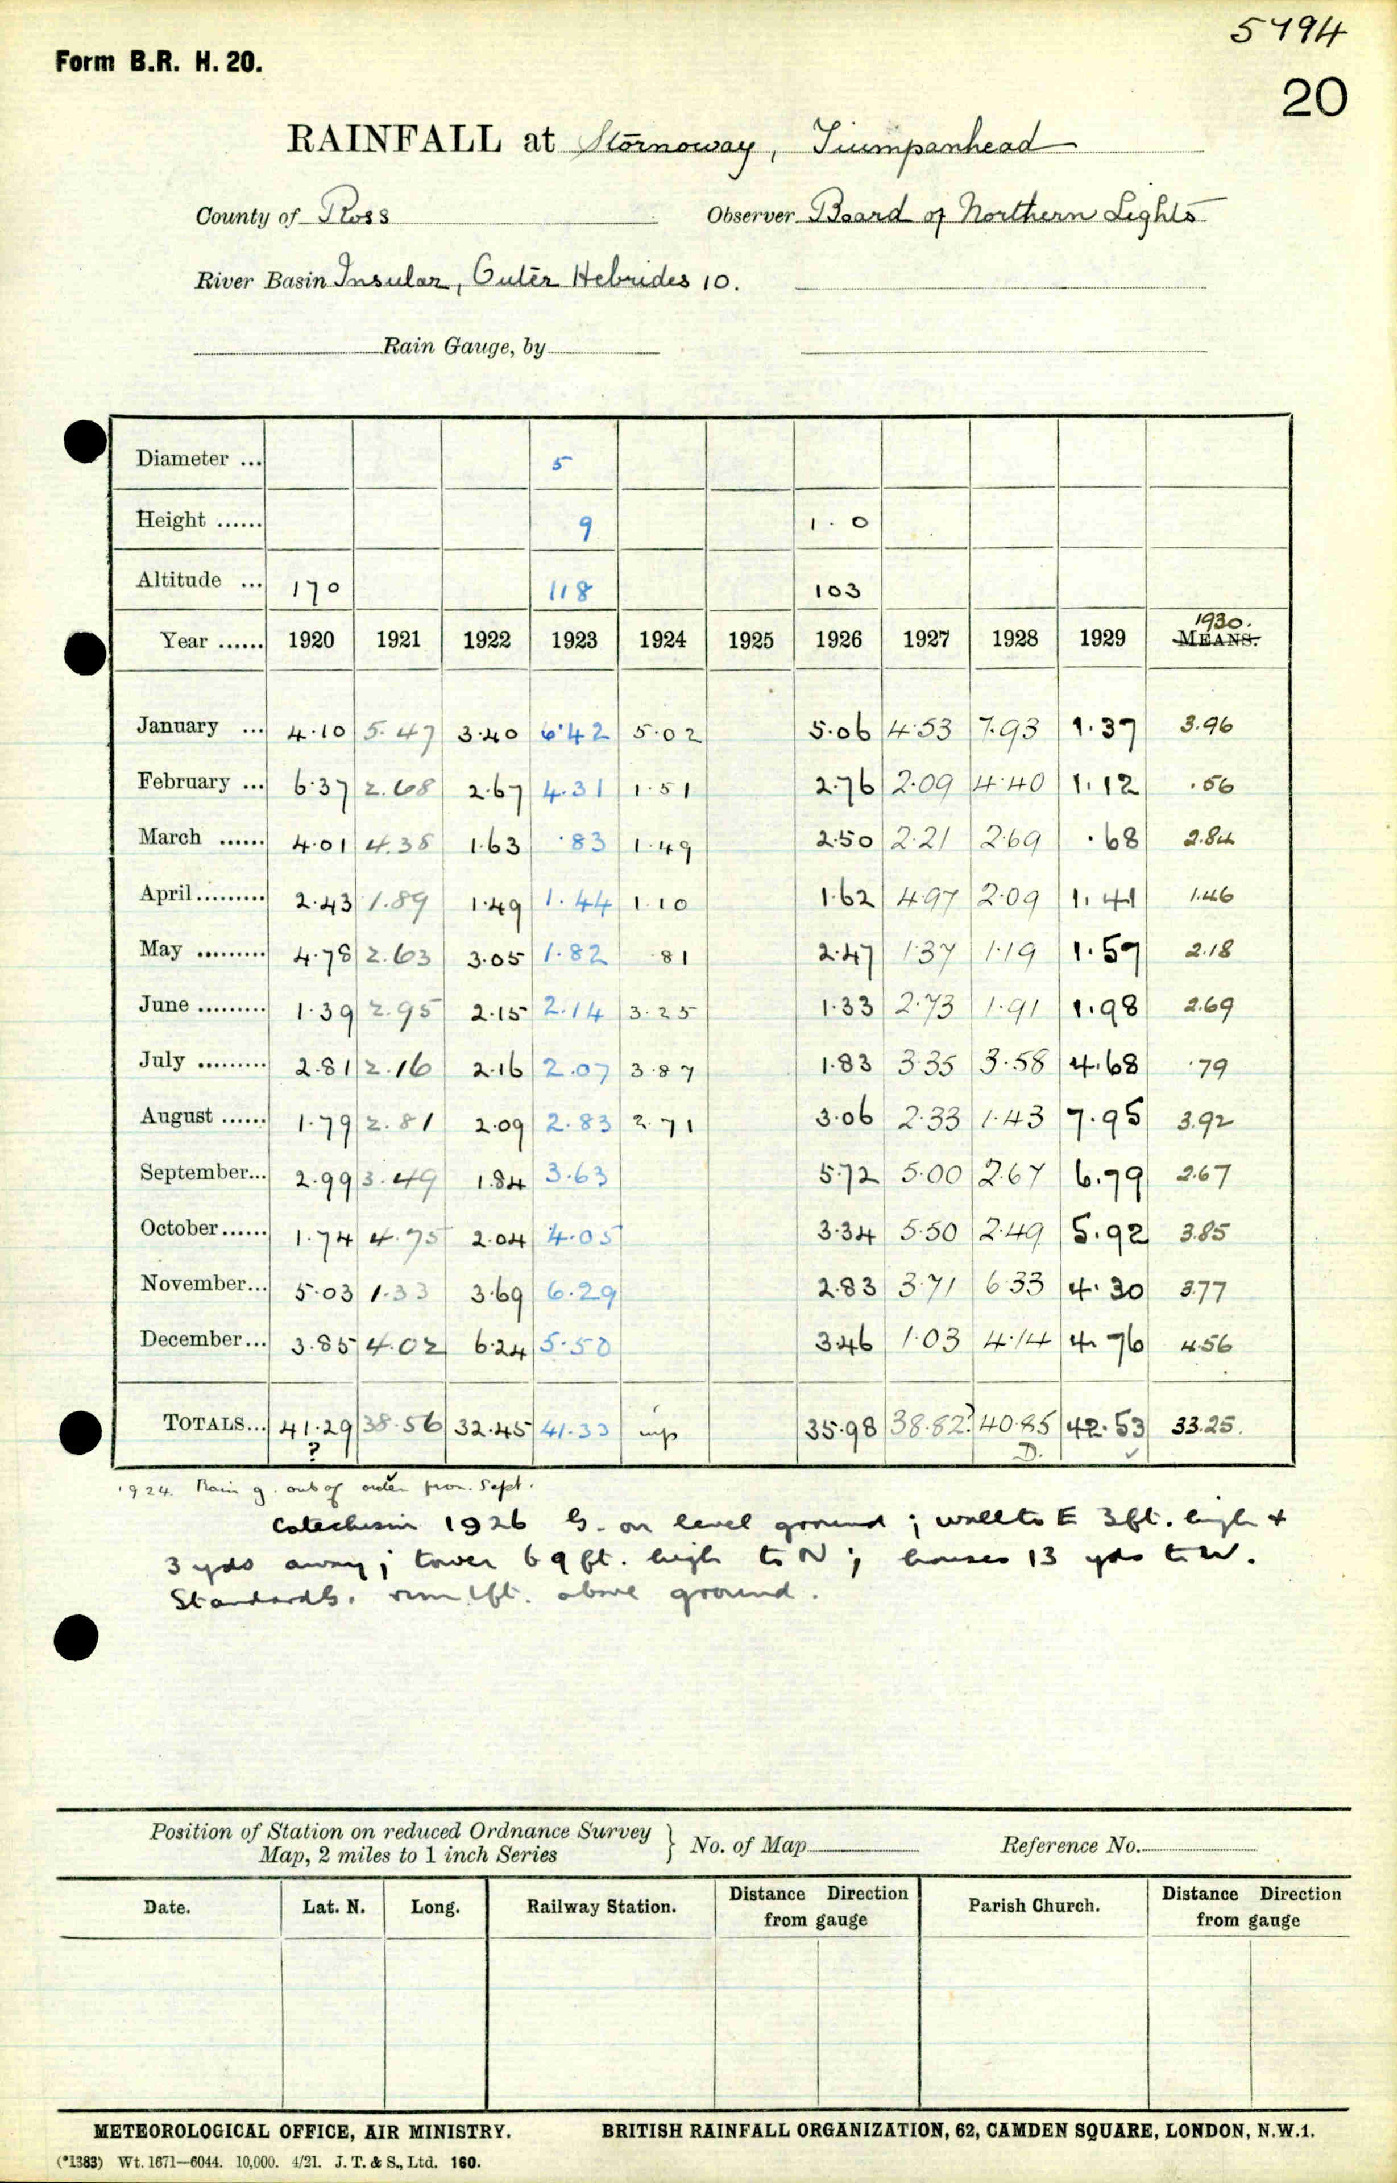 5794
Form B.R. H. 20.
20
RAINFALL at Stornoway, Tiumpanhead
County of Ross Observer Board of Northern Lights
River Basin Insular, Outer Hebrides 10.
Rain Gauge, by
Diameter ... 5
Height ...... 9 1 . 0
Altitude ... 170 118 103
Year ...... 1920 1921 1922 1923 1924 1925 1926 1927 1928 1929 MEANS. 1930.
January ... 4.10 5.47 3.40 6.42 5.02 5.06 4.53 7.93 1.37 3.96
February ... 6.37 2.68 2.67 4.31 1.51 2.76 2.09 4.40 1.12 .56
March ...... 4.01 4.38 1.63 .83 1.49 2.50 2.21 2.69 .68 2.84
April ......... 2.43 1.89 1.49 1.44 1.10 1.62 4.97 2.09 1.41 1.46
May ......... 4.78 2.63 3.05 1.82 .81 2.47 1.37 1.19 1.57 2.18
June ......... 1.39 2.95 2.15 2.14 3.25 1.33 2.73 1.91 1.98 2.69
July ......... 2.81 2.16 2.16 2.07 3.87 1.83 3.35 3.58 4.68 .79
August ...... 1.79 2.81 2.09 2.83 2.71 3.06 2.33 1.43 7.95 3.92
September... 2.99 3.49 1.84 3.63 5.72 5.00 2.67 6.79 2.67
October...... 1.74 4.75 2.04 4.05 3.34 5.50 2.49 5.92 3.85
November... 5.03 1.33 3.69 6.29 2.83 3.71 6.33 4.30 3.77
December... 3.85 4.02 6.24 5.50 3.46 1.03 4.14 4.76 4.56
TOTALS... 41.29 38.56 32.45 41.33 imp 35.98 38.82? 40.85 42.53 33.25.
? D. ✓
1924. Rain g. out of order from Sept.
1926 G. on level ground; wall to E 3ft. high +
3 yds away; tower 69ft. high to N; houses 13 yds to W.
Standard G. rim 1ft. above ground.
Position of Station on reduced Ordnance Survey
Map, 2 miles to 1 inch Series } No. of Map Reference No.
Date. Lat. N. Long. Railway Station. Distance Direction from gauge Parish Church. Distance Direction from gauge
METEOROLOGICAL OFFICE, AIR MINISTRY. BRITISH RAINFALL ORGANIZATION, 62, CAMDEN SQUARE, LONDON, N.W.1.
(*1383) Wt. 1671—6044. 10,000. 4/21. J. T. & S., Ltd. 160.